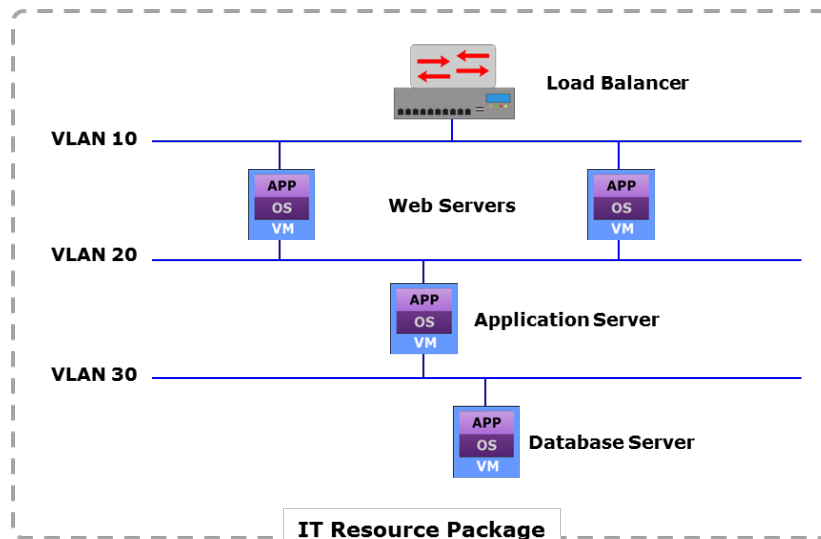 Load Balancer
VLAN 10
APP
OS
VM
Web Servers
APP
OS
VM
VLAN 20
APP
OS
VM
Application Server
VLAN 30
APP
OS
VM
Database Server
IT Resource Package